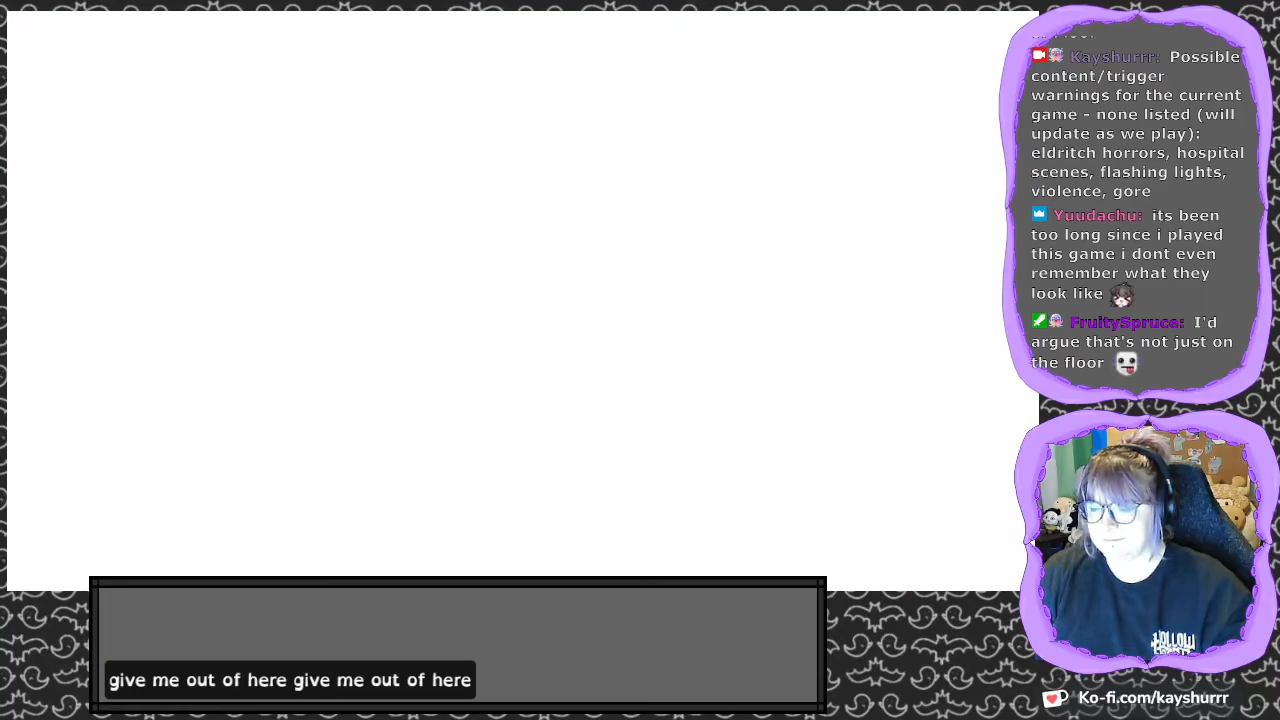 Kayshurrr: Possible
content/trigger
warnings for the current
game - none listed (will
update as we play):
eldritch horrors, hospital
scenes, flashing lights,
violence, gore
Yuudachu: its been
too long since i played
this game i dont even
remember what they
look like
FruitySpruce: I'd
argue that's not just on
the floor
HOLLOW
give me out of here give me out of here
Ko-fi.com/kayshurrr